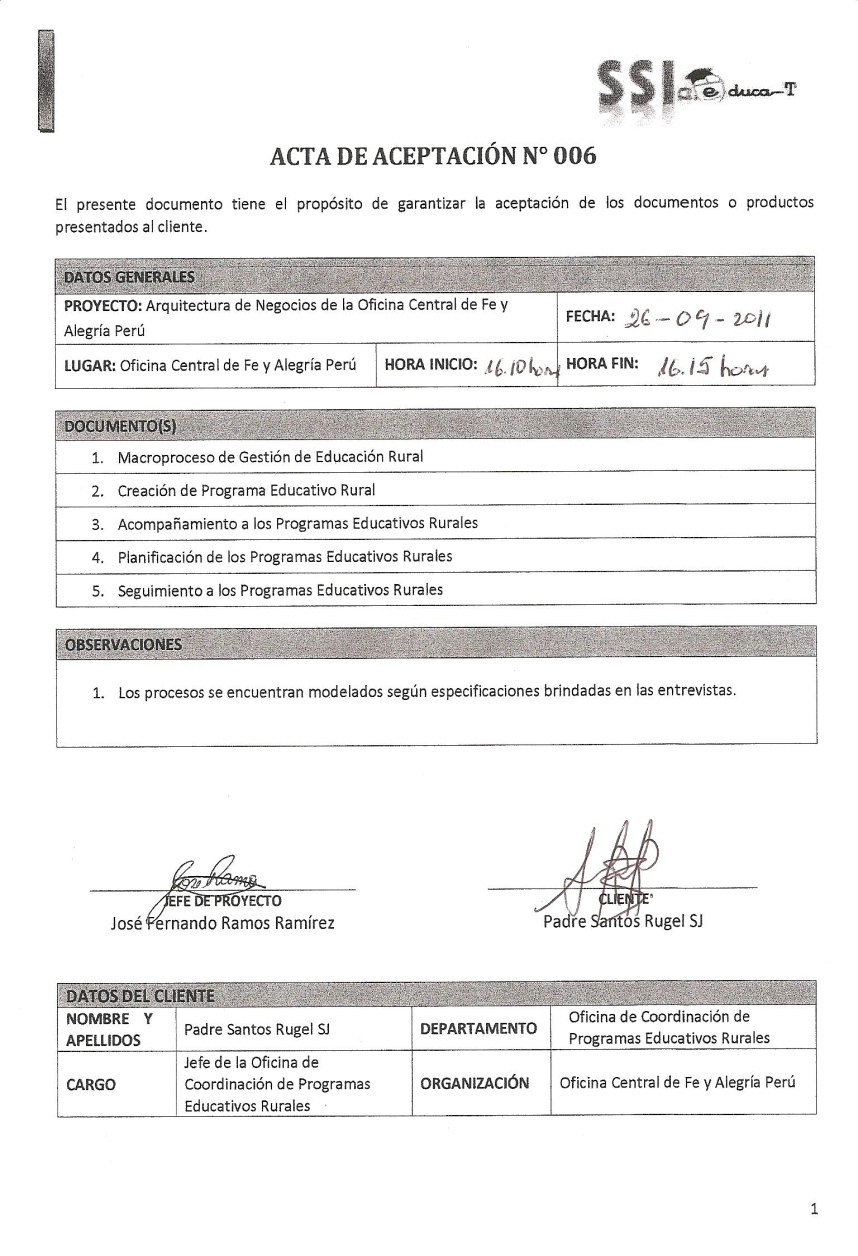 SSI educa-T
ACTA DE ACEPTACIÓN N° 006
El presente documento tiene el propósito de garantizar la aceptación de los documentos o productos
presentados al cliente.
DATOS GENERALES
PROYECTO: Arquitectura de Negocios de la Oficina Central de Fe y
Alegría Perú
FECHA: 26-09-2011
LUGAR: Oficina Central de Fe y Alegría Perú HORA INICIO: 16.10 horas HORA FIN: 16.15 horas
DOCUMENTO(S)
1. Macroproceso de Gestión de Educación Rural
2. Creación de Programa Educativo Rural
3. Acompañamiento a los Programas Educativos Rurales
4. Planificación de los Programas Educativos Rurales
5. Seguimiento a los Programas Educativos Rurales
OBSERVACIONES
1. Los procesos se encuentran modelados según especificaciones brindadas en las entrevistas.
JEFE DE PROYECTO
José Fernando Ramos Ramírez
CLIENTE
Padre Santos Rugel SJ
DATOS DEL CLIENTE
NOMBRE Y
APELLIDOS
Padre Santos Rugel SJ
DEPARTAMENTO
Oficina de Coordinación de
Programas Educativos Rurales
CARGO
Jefe de la Oficina de
Coordinación de Programas
Educativos Rurales
ORGANIZACIÓN
Oficina Central de Fe y Alegría Perú
1